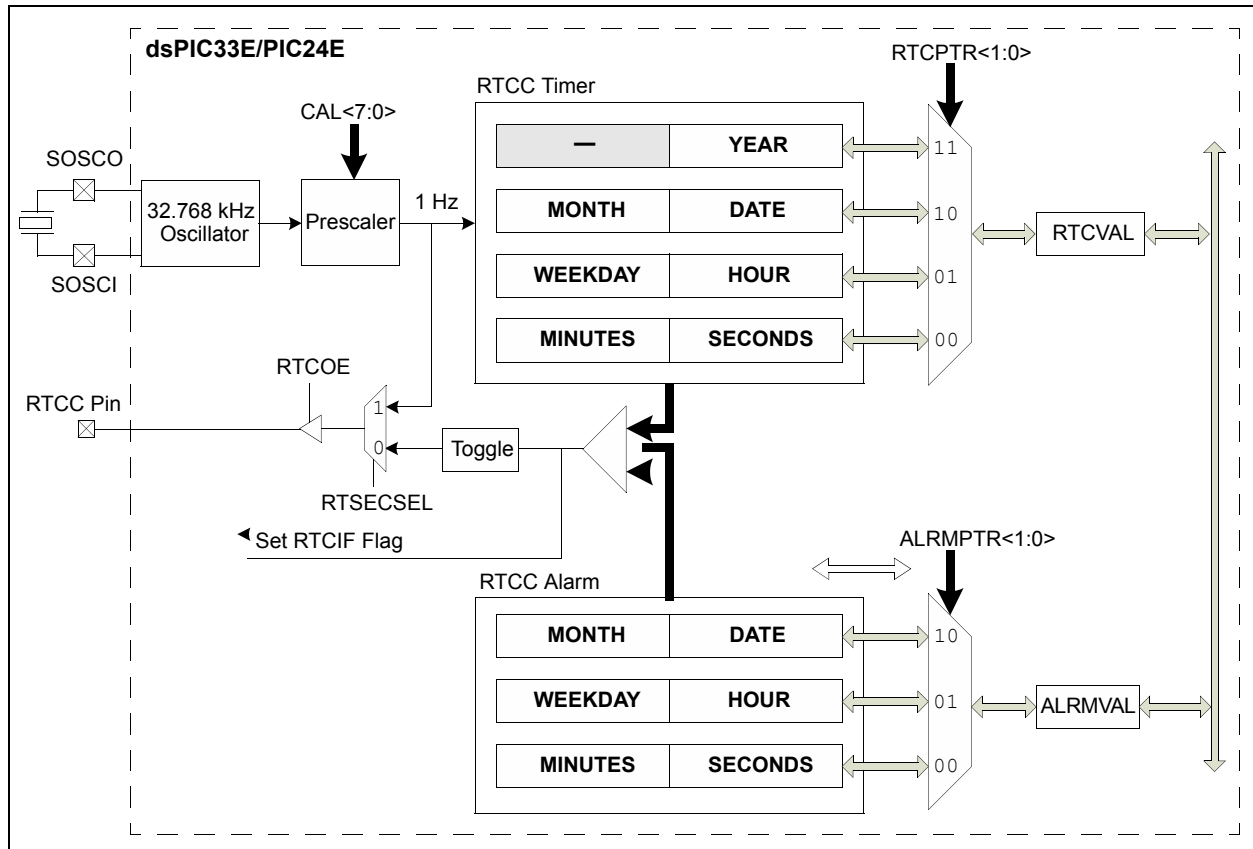 dsPIC33E/PIC24E
RTCPTR<1:0>
RTCC Timer
CAL<7:0>
— YEAR
11
SOSCO
MONTH DATE
10
32.768 kHz
Oscillator
Prescaler
1 Hz
RTCVAL
WEEKDAY HOUR
01
SOSCI
MINUTES SECONDS
00
RTCOE
RTCC Pin
1
0
Toggle
RTSECSEL
Set RTCIF Flag
ALRMPTR<1:0>
RTCC Alarm
MONTH DATE
10
WEEKDAY HOUR
01
ALRMVAL
MINUTES SECONDS
00